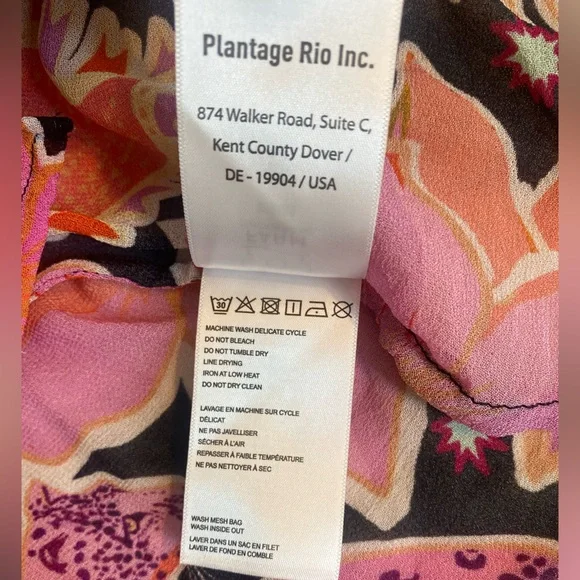 Plantage Rio Inc.
874 Walker Road, Suite C,
Kent County Dover /
DE - 19904 / USA
30
MACHINE WASH DELICATE CYCLE
DO NOT BLEACH
DO NOT TUMBLE DRY
LINE DRYING
IRON AT LOW HEAT
DO NOT DRY CLEAN
LAVAGE EN MACHINE SUR CYCLE
DÉLICAT
NE PAS JAVELLISER
SÉCHER À L'AIR
REPASSER À FAIBLE TEMPÉRATURE
NE PAS NETTOYER À SEC
WASH MESH BAG
WASH INSIDE OUT
LAVER DANS UN SAC EN FILET
LAVER DE FOND EN COMBLE